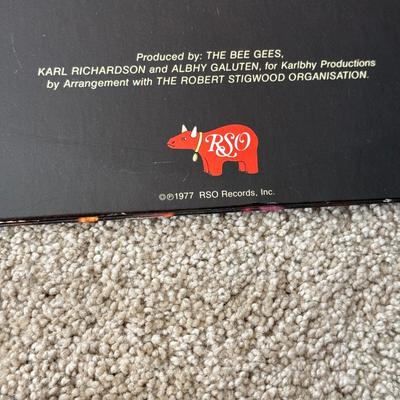 Produced by: THE BEE GEES,
KARL RICHARDSON and ALBHY GALUTEN, for Karlbhy Productions
by Arrangement with THE ROBERT STIGWOOD ORGANISATION.
RSO
©℗1977 RSO Records, Inc.